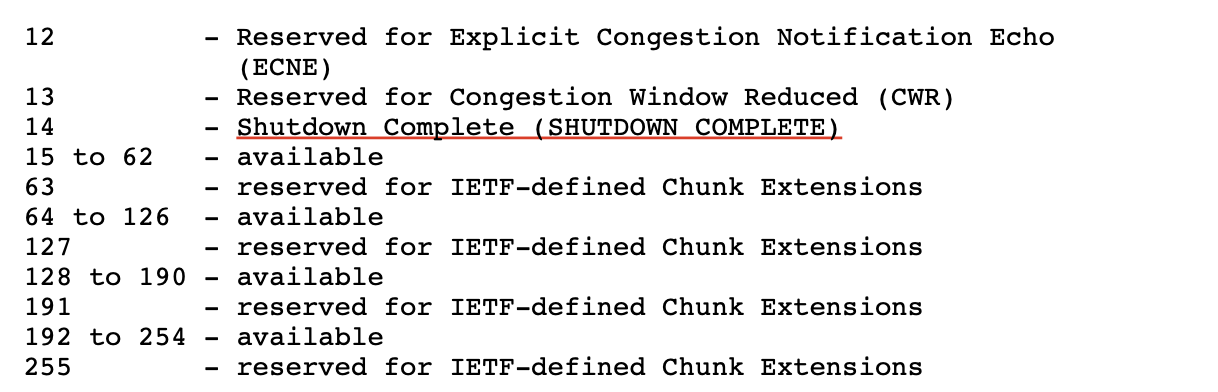 12         - Reserved for Explicit Congestion Notification Echo
             (ECNE)
13         - Reserved for Congestion Window Reduced (CWR)
14         - Shutdown Complete (SHUTDOWN COMPLETE)
15 to 62   - available
63         - reserved for IETF-defined Chunk Extensions
64 to 126  - available
127        - reserved for IETF-defined Chunk Extensions
128 to 190 - available
191        - reserved for IETF-defined Chunk Extensions
192 to 254 - available
255        - reserved for IETF-defined Chunk Extensions